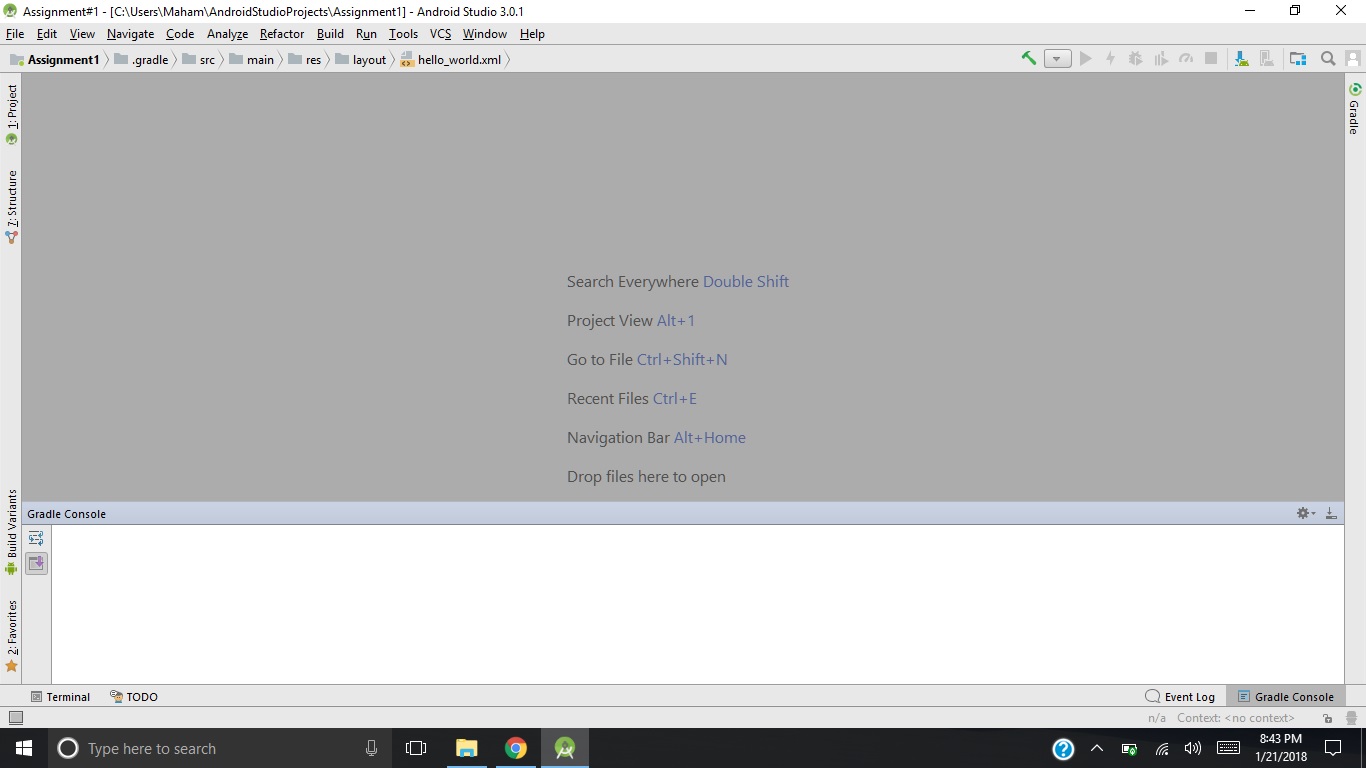 Assignment#1 - [C:\Users\Maham\AndroidStudioProjects\Assignment1] - Android Studio 3.0.1
File Edit View Navigate Code Analyze Refactor Build Run Tools VCS Window Help
Assignment1 .gradle src main res layout hello_world.xml
1: Project
7: Structure
Build Variants
2: Favorites
Gradle
Search Everywhere Double Shift
Project View Alt+1
Go to File Ctrl+Shift+N
Recent Files Ctrl+E
Navigation Bar Alt+Home
Drop files here to open
Gradle Console
Terminal TODO Event Log Gradle Console
n/a Context: <no context>
Type here to search
8:43 PM
1/21/2018